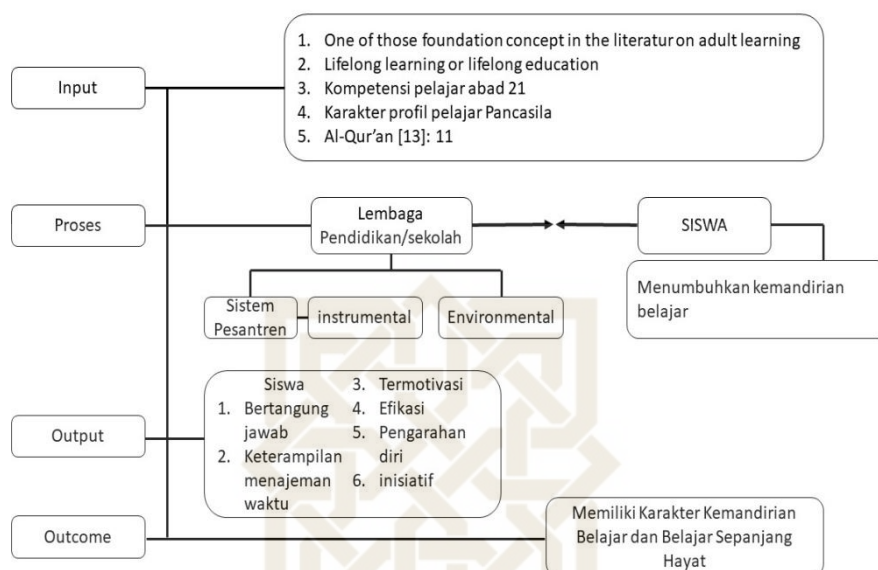 Input
1. One of those foundation concept in the literatur on adult learning
2. Lifelong learning or lifelong education
3. Kompetensi pelajar abad 21
4. Karakter profil pelajar Pancasila
5. Al-Qur’an [13]: 11
Proses
Lembaga
Pendidikan/sekolah
SISWA
Menumbuhkan kemandirian
belajar
Sistem
Pesantren
instrumental
Environmental
Output
Siswa
1. Bertangung
jawab
2. Keterampilan
menajeman
waktu
3. Termotivasi
4. Efikasi
5. Pengarahan
diri
6. inisiatif
Outcome
Memiliki Karakter Kemandirian
Belajar dan Belajar Sepanjang
Hayat